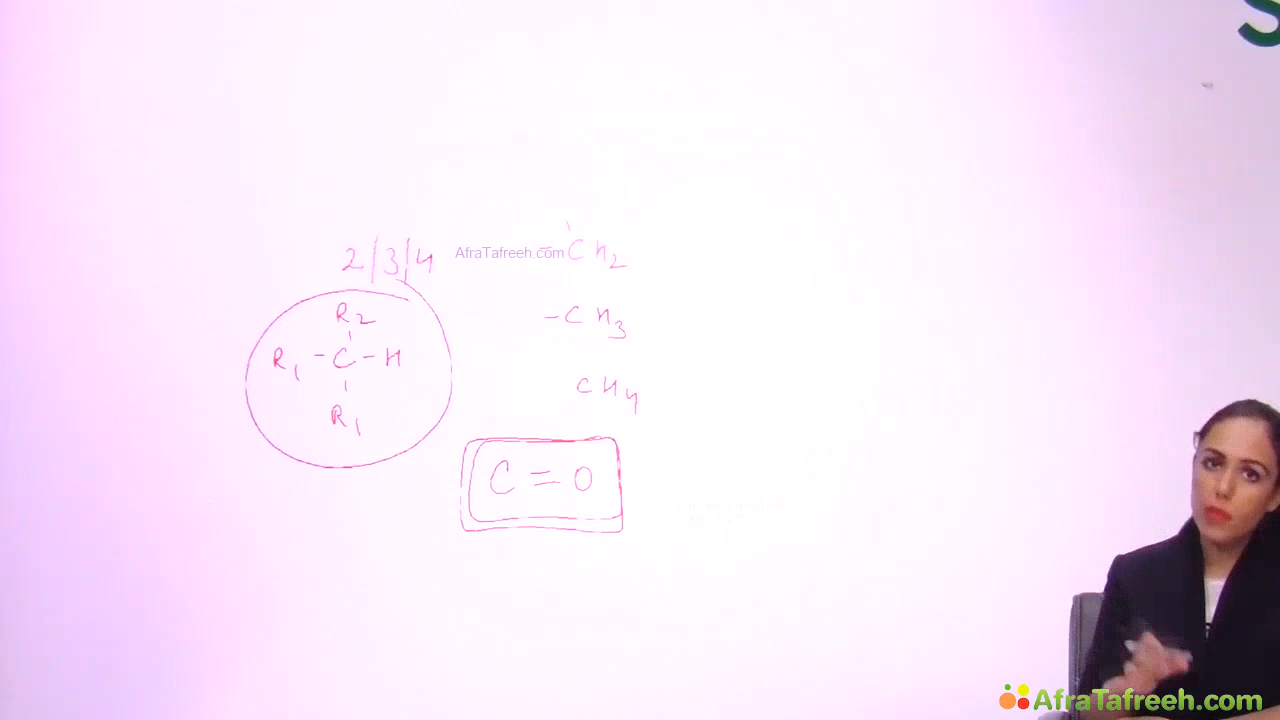 S
2/3/4
AfraTafreeh.com
-CH2
R2
R1 - C - H
R1
-CH3
CH4
C = O
AfraTafreeh.com